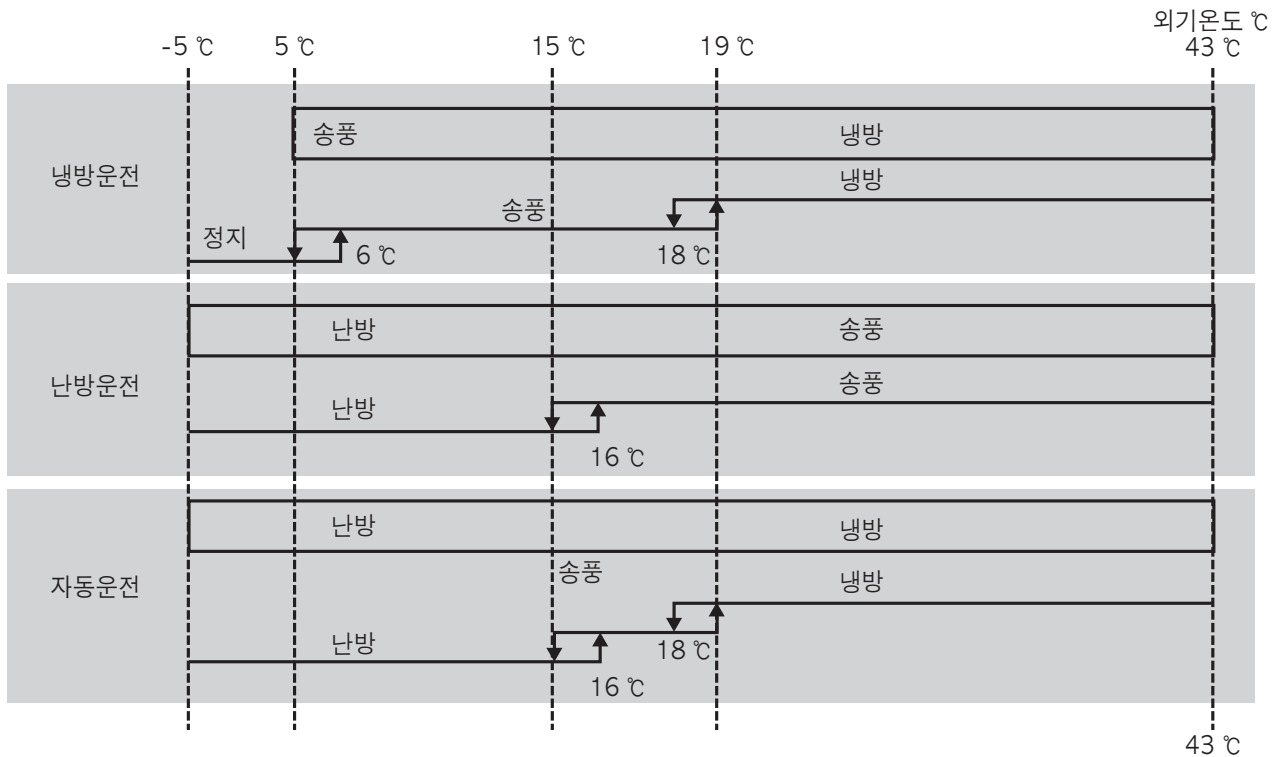 외기온도 ℃
-5 ℃ 5 ℃ 15 ℃ 19 ℃ 43 ℃
송풍 냉방
냉방운전
냉방
송풍
정지
6 ℃ 18 ℃
난방 송풍
난방운전
송풍
난방
16 ℃
난방 냉방
자동운전
송풍
냉방
난방
18 ℃
16 ℃
43 ℃